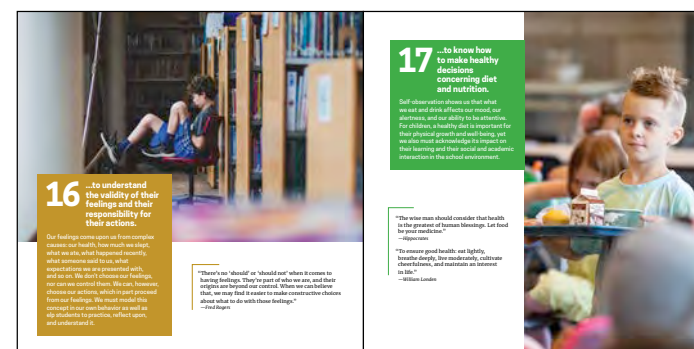 16
...to understand
the validity of their
feelings and their
responsibility for
their actions.
Our feelings come upon us from complex
causes: our health, how much we slept,
what we ate, what happened recently,
what someone said to us, what
expectations we are presented with,
and so on. We don't choose our feelings,
nor can we control them. We can, however,
choose our actions, which in part proceed
from our feelings. We must model this
concept in our own behavior as well as
elp students to practice, reflect upon,
and understand it.
"There's no 'should' or 'should not' when it comes to
having feelings. They're part of who we are, and their
origins are beyond our control. When we can believe
that, we may find it easier to make constructive choices
about what to do with those feelings."
—Fred Rogers
17
...to know how
to make healthy
decisions
concerning diet
and nutrition.
Self-observation shows us that what
we eat and drink affects our mood, our
alertness, and our ability to be attentive.
For children, a healthy diet is important for
their physical growth and well-being, yet
we also must acknowledge its impact on
their learning and their social and academic
interaction in the school environment.
"The wise man should consider that health
is the greatest of human blessings. Let food
be your medicine."
—Hippocrates
"To ensure good health: eat lightly,
breathe deeply, live moderately, cultivate
cheerfulness, and maintain an interest
in life."
—William Londen